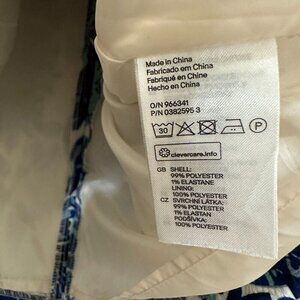 Made in China
Fabricado em China
Fabriqué en Chine
Hecho en China
O/N 966341
P/N 0382595 3
30
P
clevercare.info
GB SHELL:
99% POLYESTER
1% ELASTANE
LINING:
100% POLYESTER
CZ SVRCHNÍ LÁTKA:
99% POLYESTER
1% ELASTAN
PODŠÍVKA:
100% POLYESTER